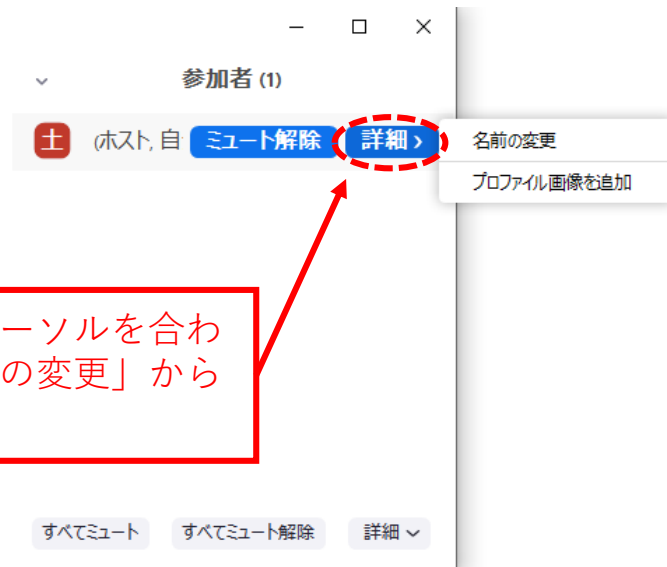 参加者 (1)
土 (ホスト, 自 ミュート解除 詳細 >
名前の変更
プロファイル画像を追加
ーソルを合わ
の変更」から
すべてミュート すべてミュート解除 詳細